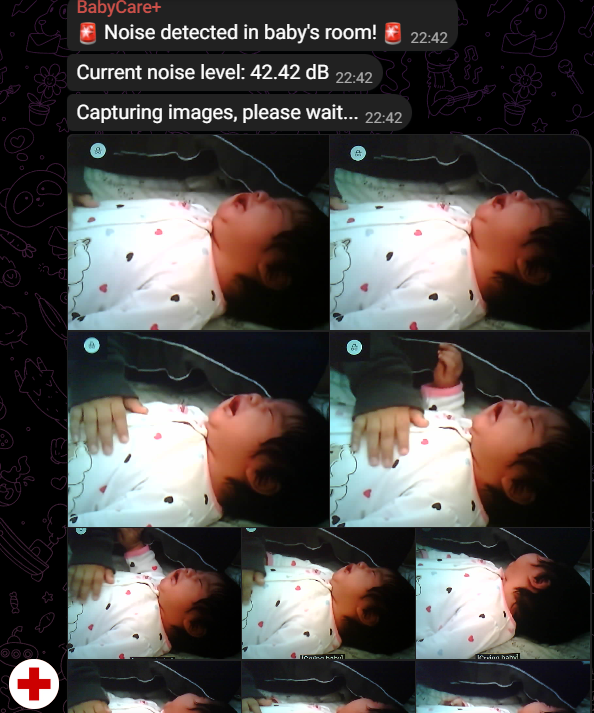 BabyCare+
🚨 Noise detected in baby's room! 🚨 22:42
Current noise level: 42.42 dB 22:42
Capturing images, please wait... 22:42
[Crying baby]
[Crying baby]